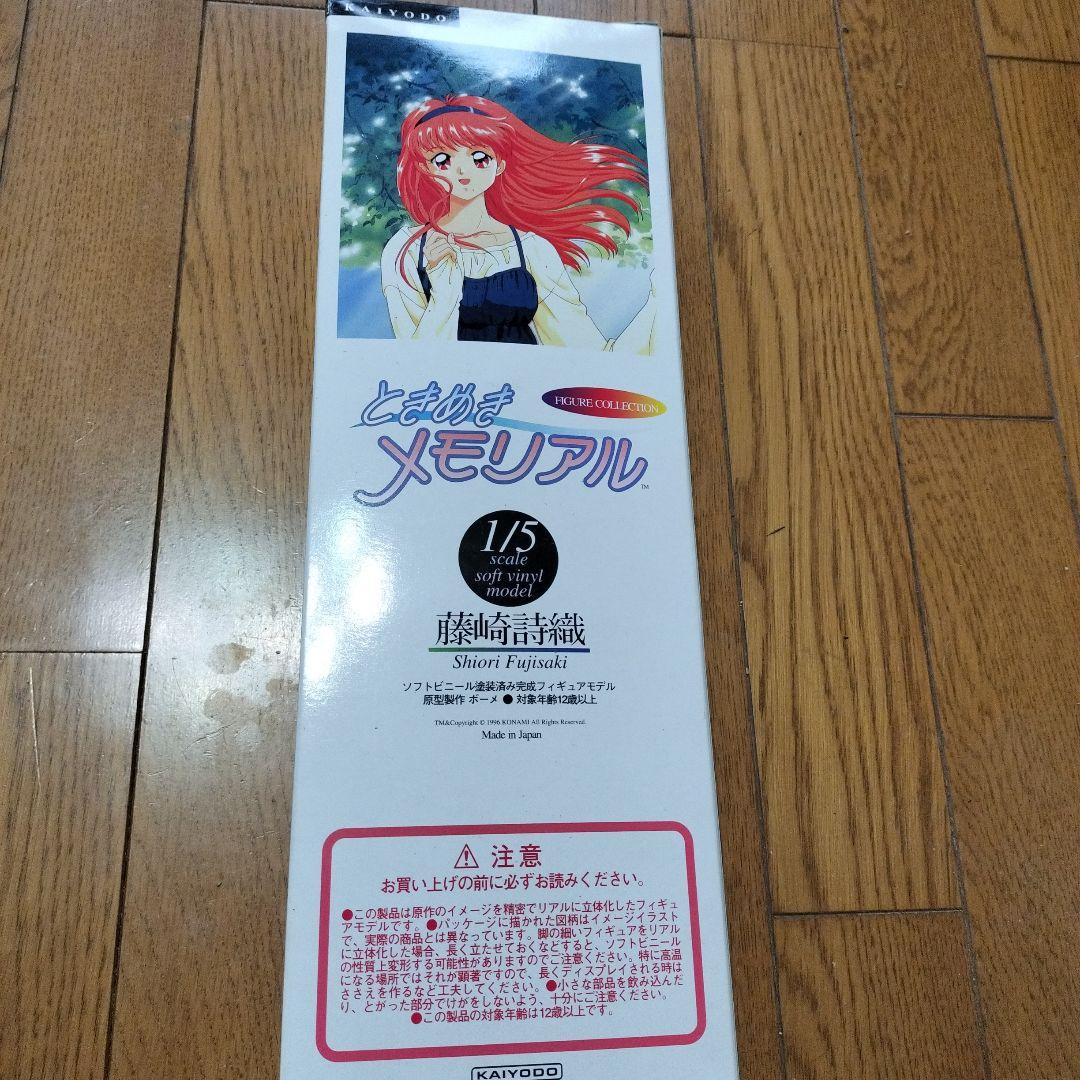 KAIYODO
ときめき
FIGURE COLLECTION
メモリアル
TM
1/5
scale
soft vinyl
model
藤崎詩織
Shiori Fujisaki
ソフトビニール塗装済み完成フィギュアモデル
原型製作 ボーメ ● 対象年齢12歳以上
TM&Copyright © 1996 KONAMI All Rights Reserved.
Made in Japan
⚠ 注意
お買い上げの前に必ずお読みください。
●この製品は原作のイメージを精密でリアルに立体化したフィギュ
アモデルです。●パッケージに描かれた図柄はイメージイラスト
で、実際の商品とは異なっています。脚の細いフィギュアをリアル
に立体化した場合、長く立たせておくなどすると、ソフトビニール
の性質上変形する可能性がありますのでご注意ください。特に高温
になる場所ではそれが顕著ですので、長くディスプレイされる時は
ささえを作るなど工夫してください。●小さな部品を飲み込んだ
り、とがった部分でけがをしないよう、十分にご注意ください。
●この製品の対象年齢は12歳以上です。
KAIYODO